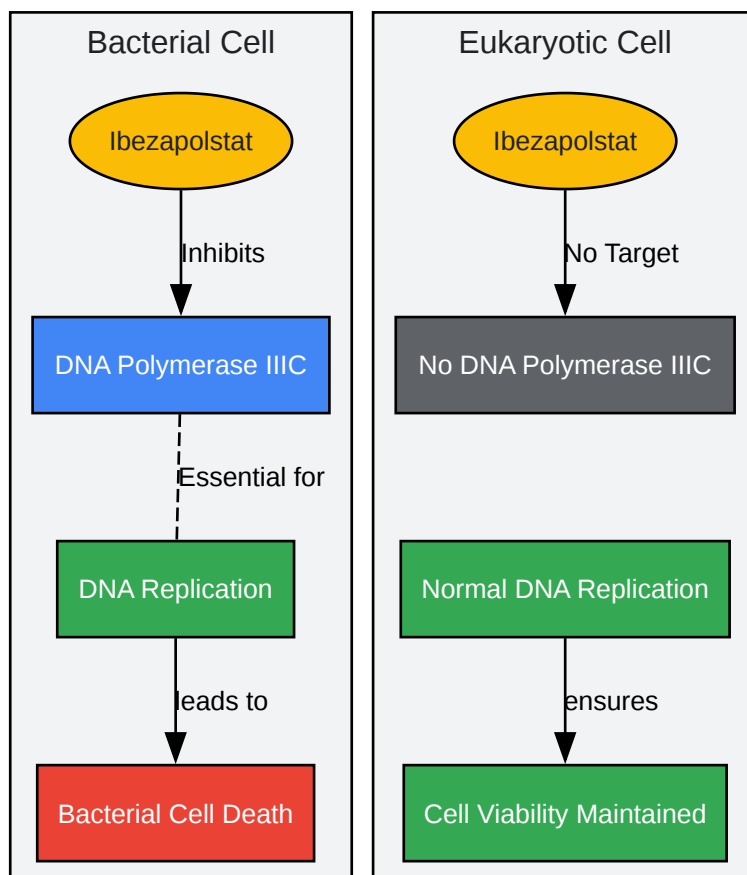 Bacterial Cell
Ibezapolstat
Inhibits
DNA Polymerase IIIC
Essential for
DNA Replication
leads to
Bacterial Cell Death
Eukaryotic Cell
Ibezapolstat
No Target
No DNA Polymerase IIIC
Normal DNA Replication
ensures
Cell Viability Maintained